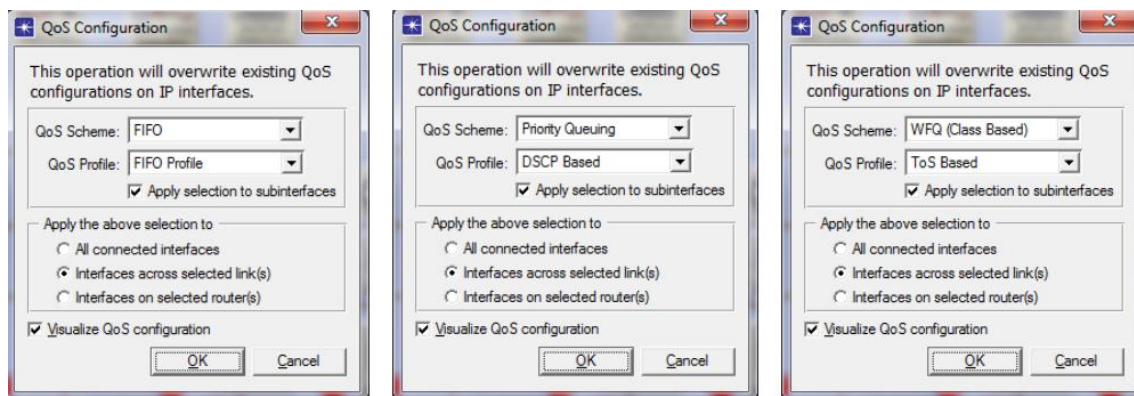 QoS Configuration
This operation will overwrite existing QoS
configurations on IP interfaces.
QoS Scheme: FIFO
QoS Profile: FIFO Profile
Apply selection to subinterfaces
Apply the above selection to
All connected interfaces
Interfaces across selected link(s)
Interfaces on selected router(s)
Visualize QoS configuration
OK Cancel
QoS Configuration
This operation will overwrite existing QoS
configurations on IP interfaces.
QoS Scheme: Priority Queuing
QoS Profile: DSCP Based
Apply selection to subinterfaces
Apply the above selection to
All connected interfaces
Interfaces across selected link(s)
Interfaces on selected router(s)
Visualize QoS configuration
OK Cancel
QoS Configuration
This operation will overwrite existing QoS
configurations on IP interfaces.
QoS Scheme: WFQ (Class Based)
QoS Profile: ToS Based
Apply selection to subinterfaces
Apply the above selection to
All connected interfaces
Interfaces across selected link(s)
Interfaces on selected router(s)
Visualize QoS configuration
OK Cancel